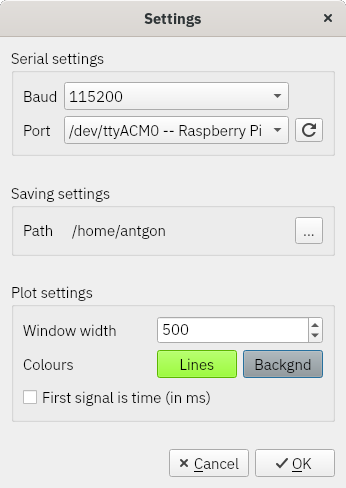 Settings
Serial settings
Baud 115200
Port /dev/ttyACM0 -- Raspberry Pi
Saving settings
Path /home/antgon ...
Plot settings
Window width 500
Colours Lines Backgnd
First signal is time (in ms)
Cancel OK